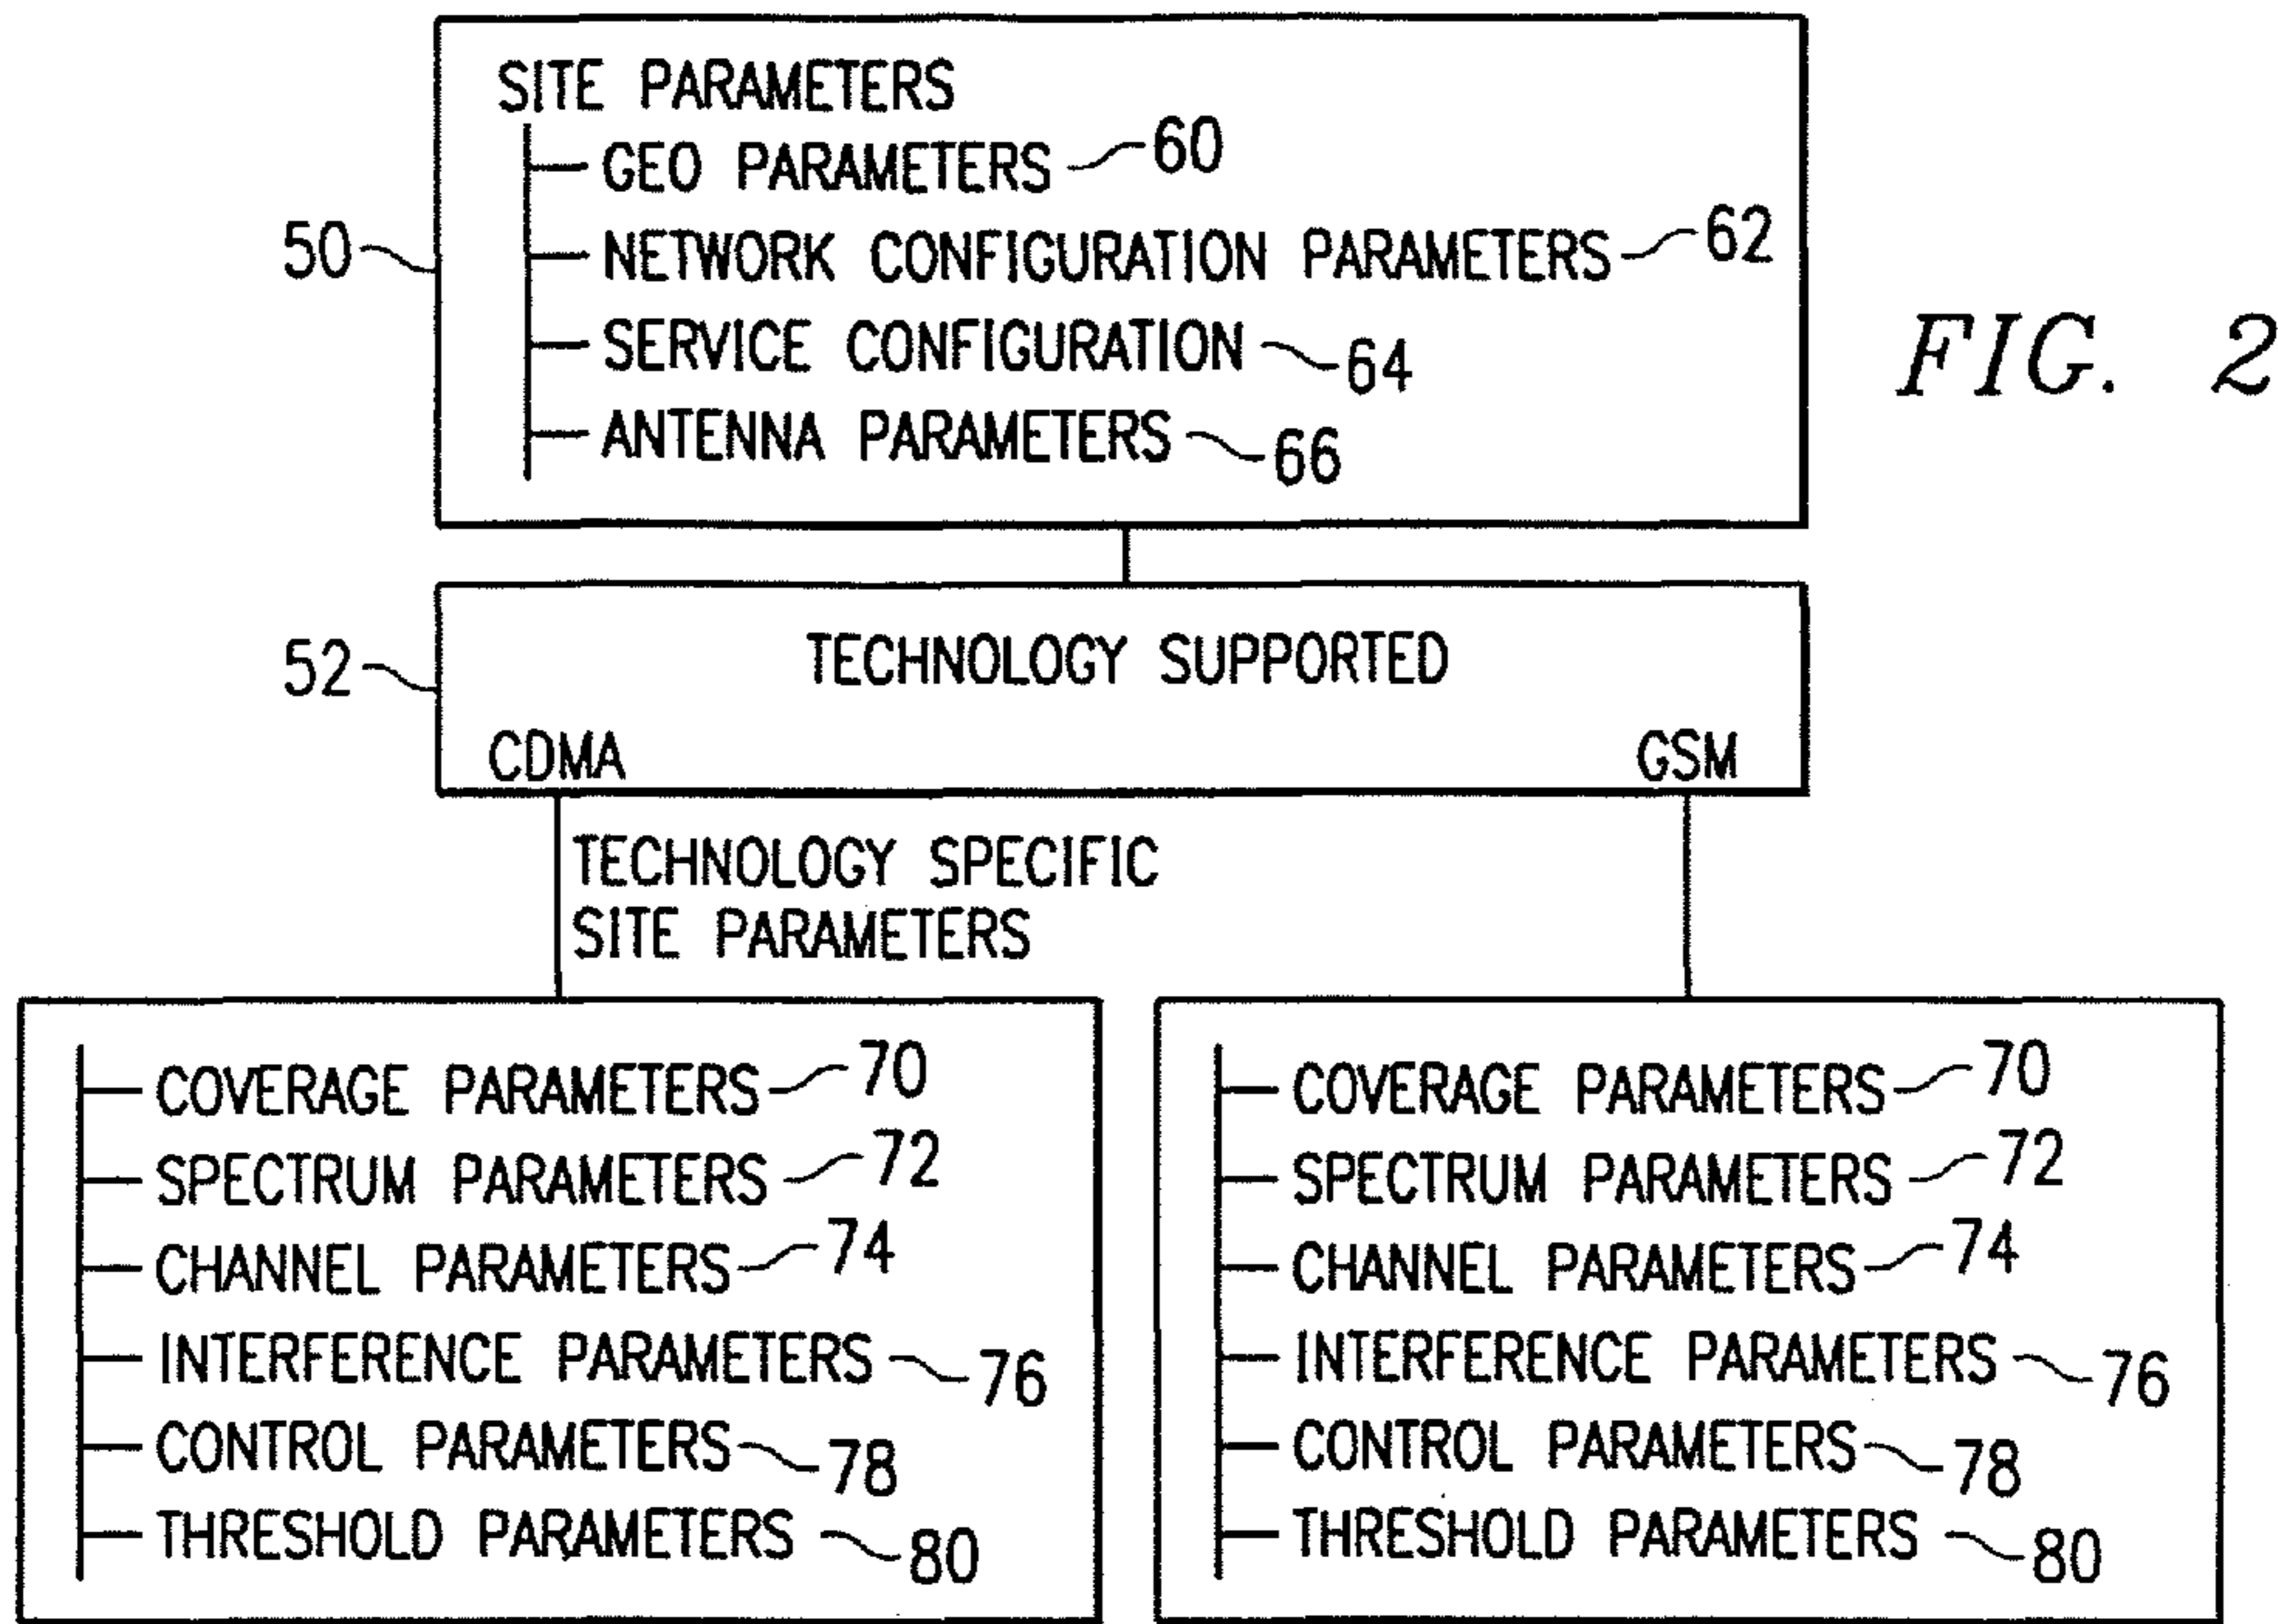 SITE PARAMETERS
GEO PARAMETERS 60
50
NETWORK CONFIGURATION PARAMETERS 62
SERVICE CONFIGURATION 64
ANTENNA PARAMETERS 66
FIG. 2
52
TECHNOLOGY SUPPORTED
CDMA GSM
TECHNOLOGY SPECIFIC
SITE PARAMETERS
COVERAGE PARAMETERS 70
SPECTRUM PARAMETERS 72
CHANNEL PARAMETERS 74
INTERFERENCE PARAMETERS 76
CONTROL PARAMETERS 78
THRESHOLD PARAMETERS 80
COVERAGE PARAMETERS 70
SPECTRUM PARAMETERS 72
CHANNEL PARAMETERS 74
INTERFERENCE PARAMETERS 76
CONTROL PARAMETERS 78
THRESHOLD PARAMETERS 80